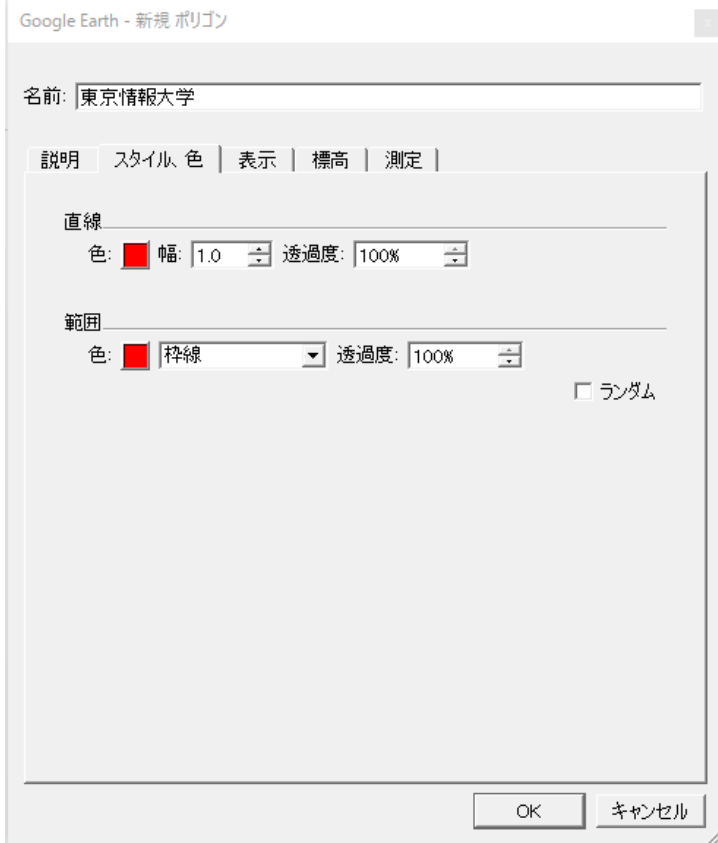 Google Earth - 新規 ポリゴン
x
名前: 東京情報大学
説明 スタイル、色 表示 標高 測定
直線
色: 幅: 1.0 透過度: 100%
範囲
色: 枠線 透過度: 100%
ランダム
OK キャンセル